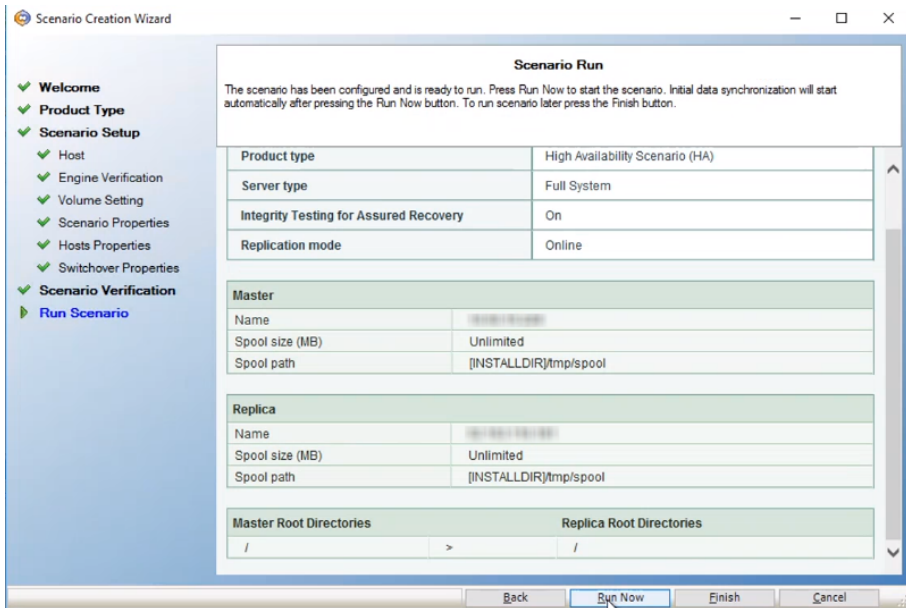 Scenario Creation Wizard
Welcome
Product Type
Scenario Setup
Host
Engine Verification
Volume Setting
Scenario Properties
Hosts Properties
Switchover Properties
Scenario Verification
Run Scenario
Scenario Run
The scenario has been configured and is ready to run. Press Run Now to start the scenario. Initial data synchronization will start
automatically after pressing the Run Now button. To run scenario later press the Finish button.
Product type High Availability Scenario (HA)
Server type Full System
Integrity Testing for Assured Recovery On
Replication mode Online
Master
Name
Spool size (MB) Unlimited
Spool path [INSTALLDIR]/tmp/spool
Replica
Name
Spool size (MB) Unlimited
Spool path [INSTALLDIR]/tmp/spool
Master Root Directories Replica Root Directories
/ > /
Back Run Now Finish Cancel